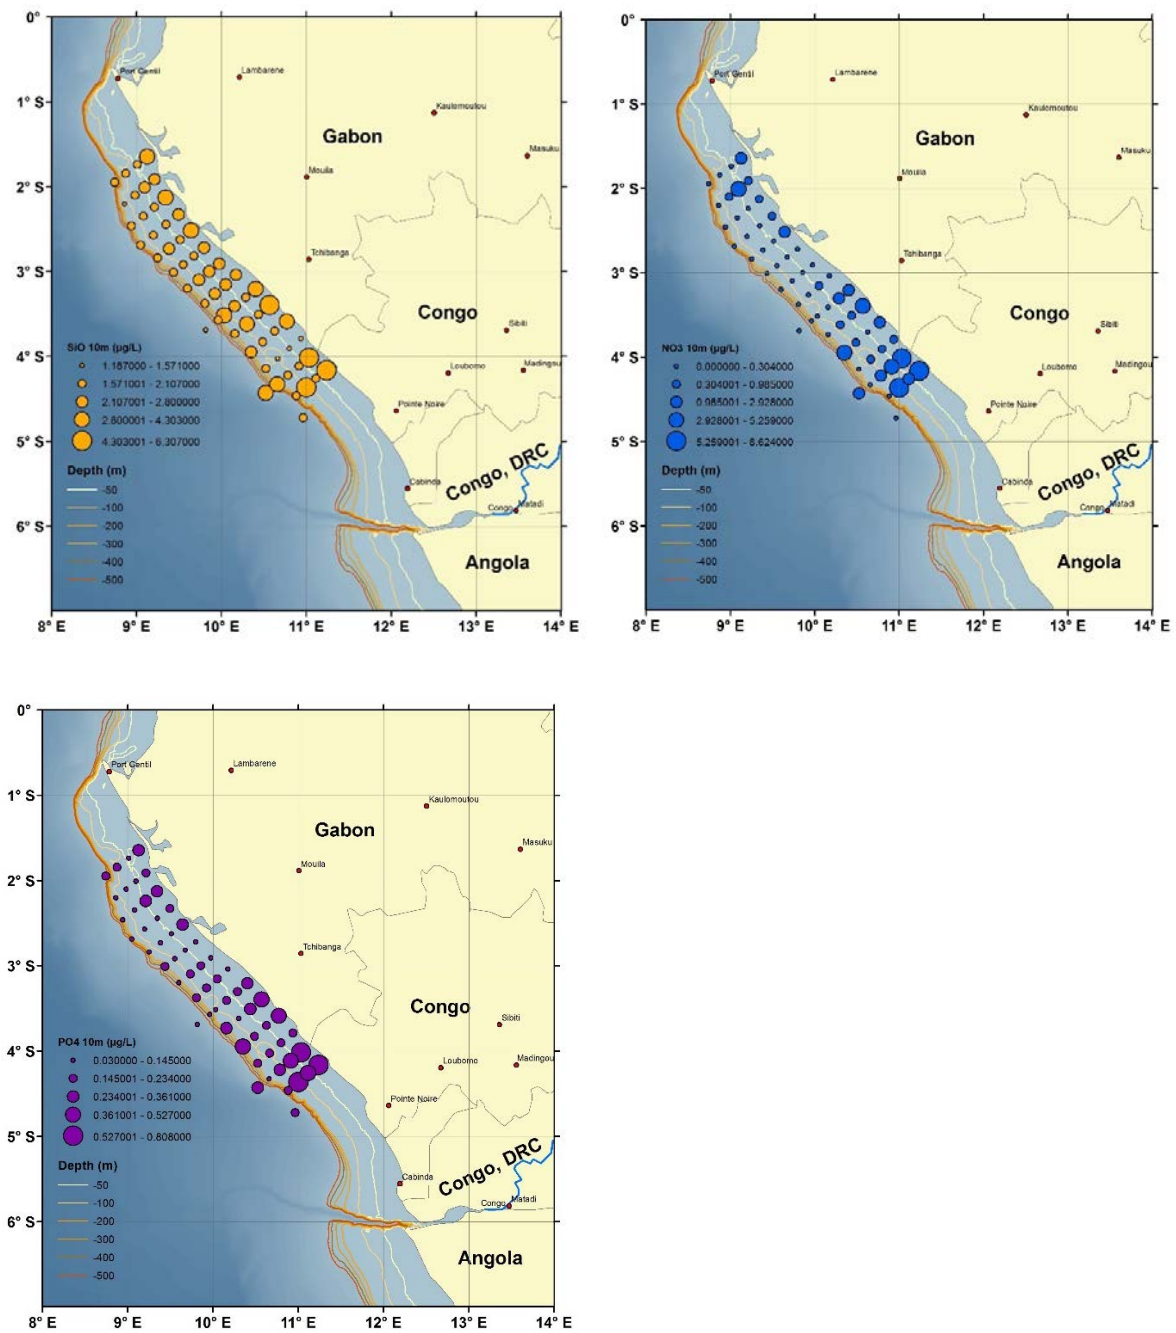 0°
1° S
2° S
3° S
4° S
5° S
6° S
Port Gentil
Lambarene
Koulomoutou
Gabon
Masuku
Mouila
Tchibanga
Congo
Sibiti
Loubomo
Madingou
Pointe Noire
Cabinda
Congo, DRC
Congo
Matadi
Angola
SiO 10m (µg/L)
1.571001 - 2.107000
2.107001 - 2.800000
2.800001 - 4.303000
4.303001 - 6.307000
Depth (m)
-50
-100
-200
-300
-400
-500
8° E 9° E 10° E 11° E 12° E 13° E 14° E
0°
1° S
2° S
3° S
4° S
5° S
6° S
Port Gentil
Lambarene
Koulomoutou
Gabon
Masuku
Mouila
Tchibanga
Congo
Sibiti
Loubomo
Madingou
Pointe Noire
Cabinda
Congo, DRC
Congo
Matadi
Angola
NO3 10m (µg/L)
0.000000 - 0.304000
0.304001 - 0.985000
0.985001 - 2.928000
2.928001 - 5.259000
5.259001 - 8.624000
Depth (m)
-50
-100
-200
-300
-400
-500
8° E 9° E 10° E 11° E 12° E 13° E 14° E
0°
1° S
2° S
3° S
4° S
5° S
6° S
Port Gentil
Lambarene
Koulomoutou
Gabon
Masuku
Mouila
Tchibanga
Congo
Sibiti
Loubomo
Madingou
Pointe Noire
Cabinda
Congo, DRC
Congo
Matadi
Angola
PO4 10m (µg/L)
0.030000 - 0.145000
0.145001 - 0.234000
0.234001 - 0.361000
0.361001 - 0.527000
0.527001 - 0.808000
Depth (m)
-50
-100
-200
-300
-400
-500
8° E 9° E 10° E 11° E 12° E 13° E 14° E